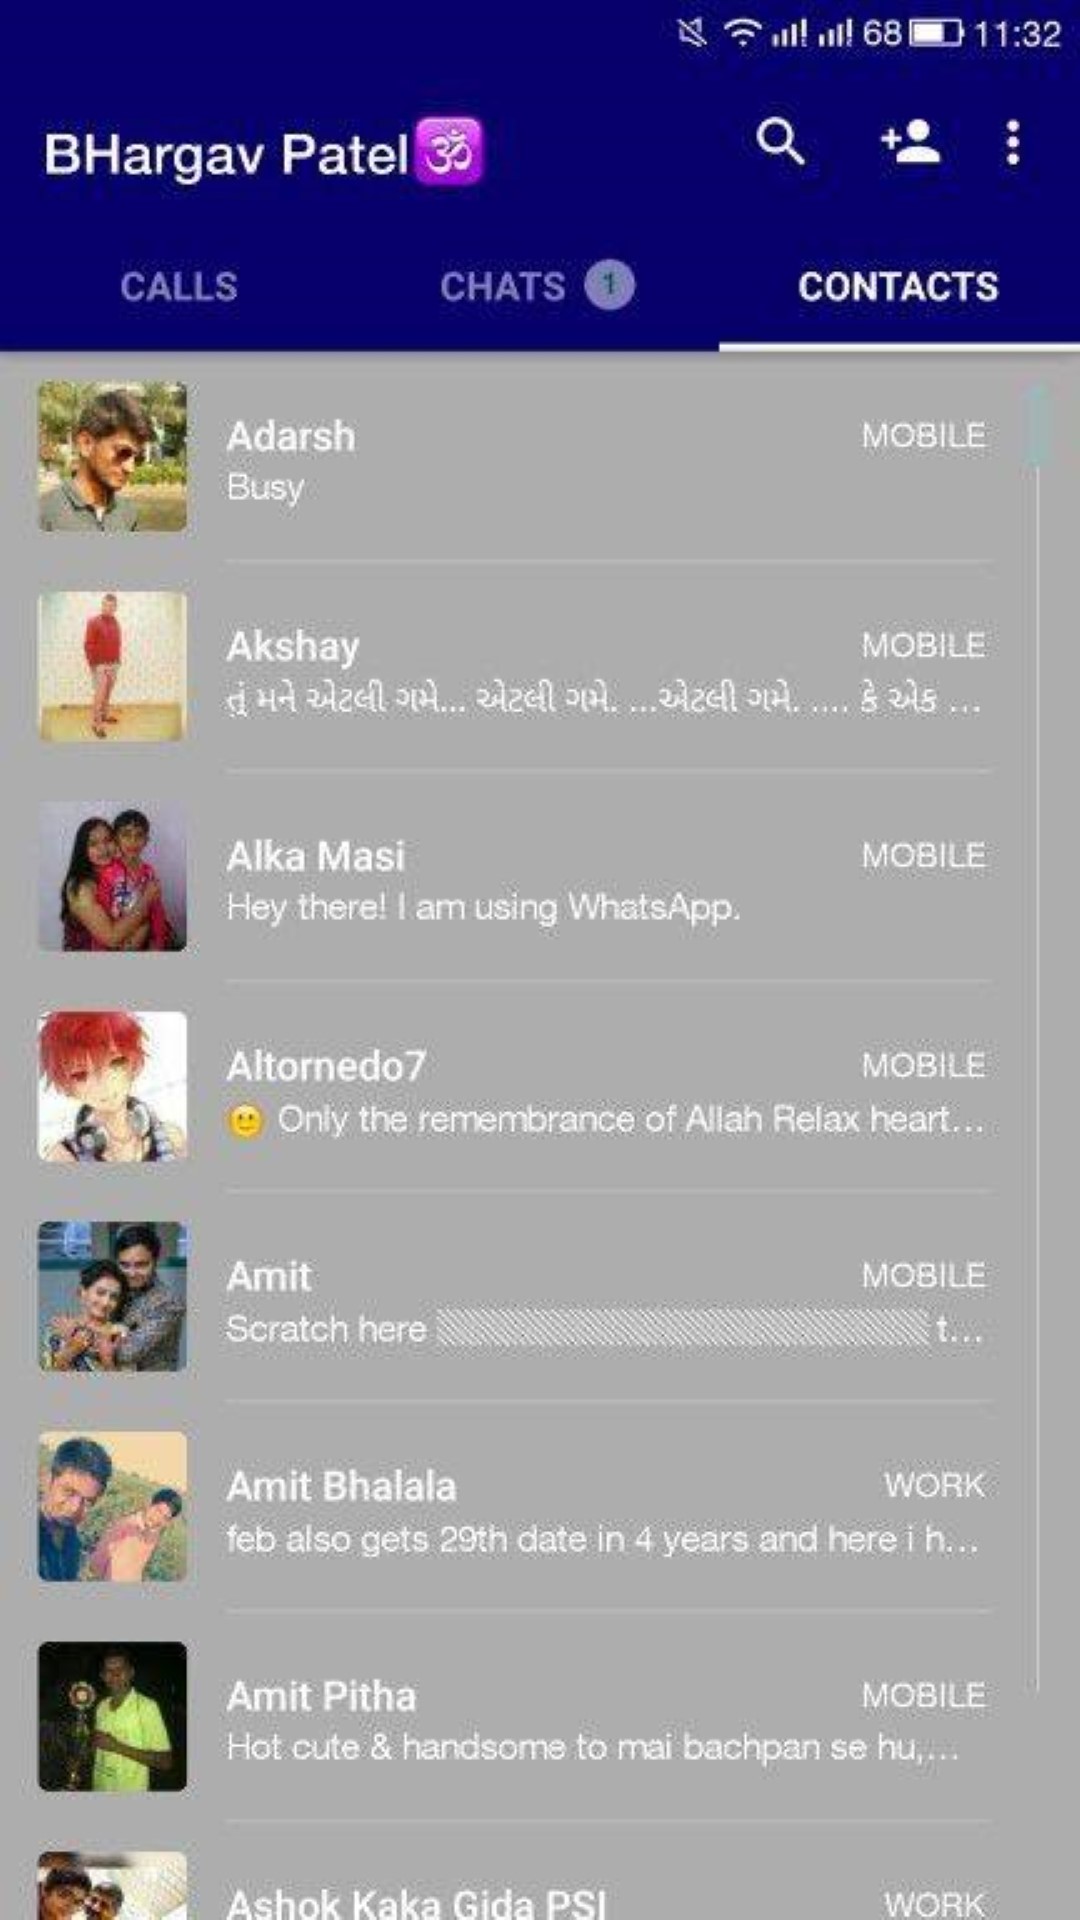 68 11:32
BHargav Patel🕉
CALLS CHATS 1 CONTACTS
Adarsh MOBILE
Busy
Akshay MOBILE
તું મને એટલી ગમે... એટલી ગમે. ...એટલી ગમે. .... કે એક ...
Alka Masi MOBILE
Hey there! I am using WhatsApp.
Altornedo7 MOBILE
🙂 Only the remembrance of Allah Relax heart...
Amit MOBILE
Scratch here ▨▨▨▨▨▨▨▨▨▨▨▨ t...
Amit Bhalala WORK
feb also gets 29th date in 4 years and here i h...
Amit Pitha MOBILE
Hot cute & handsome to mai bachpan se hu,...
Ashok Kaka Gida PSI WORK